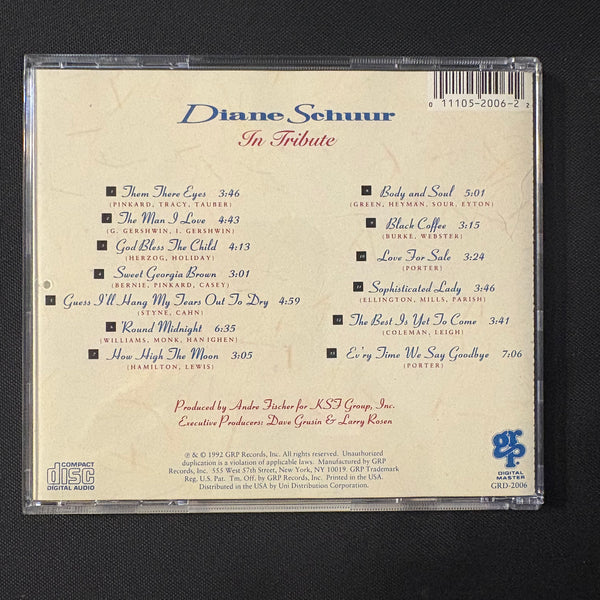 0 11105-2006-2 2
Diane Schuur
In Tribute
1 Them There Eyes 3:46
(PINKARD, TRACY, TAUBER)
2 The Man I Love 4:43
(G. GERSHWIN, I. GERSHWIN)
3 God Bless The Child 4:13
(HERZOG, HOLIDAY)
4 Sweet Georgia Brown 3:01
(BERNIE, PINKARD, CASEY)
5 Guess I'll Hang My Tears Out To Dry 4:59
(STYNE, CAHN)
6 'Round Midnight 6:35
(WILLIAMS, MONK, HANIGHEN)
7 How High The Moon 3:05
(HAMILTON, LEWIS)
8 Body and Soul 5:01
(GREEN, HEYMAN, SOUR, EYTON)
9 Black Coffee 3:15
(BURKE, WEBSTER)
10 Love For Sale 3:24
(PORTER)
11 Sophisticated Lady 3:46
(ELLINGTON, MILLS, PARISH)
12 The Best Is Yet To Come 3:41
(COLEMAN, LEIGH)
13 Ev'ry Time We Say Goodbye 7:06
(PORTER)
Produced by Andre Fischer for KSF Group, Inc.
Executive Producers: Dave Grusin & Larry Rosen
℗ & © 1992 GRP Records, Inc. All rights reserved. Unauthorized
duplication is a violation of applicable laws. Manufactured by GRP
Records, Inc. 555 West 57th Street, New York, NY 10019. GRP Trademark
Reg. U.S. Pat. Tm. Off. by GRP Records, Inc. Printed in the USA.
Distributed in the USA by Uni Distribution Corporation.
COMPACT
disc
DIGITAL AUDIO
grp
DIGITAL
MASTER
GRD-2006